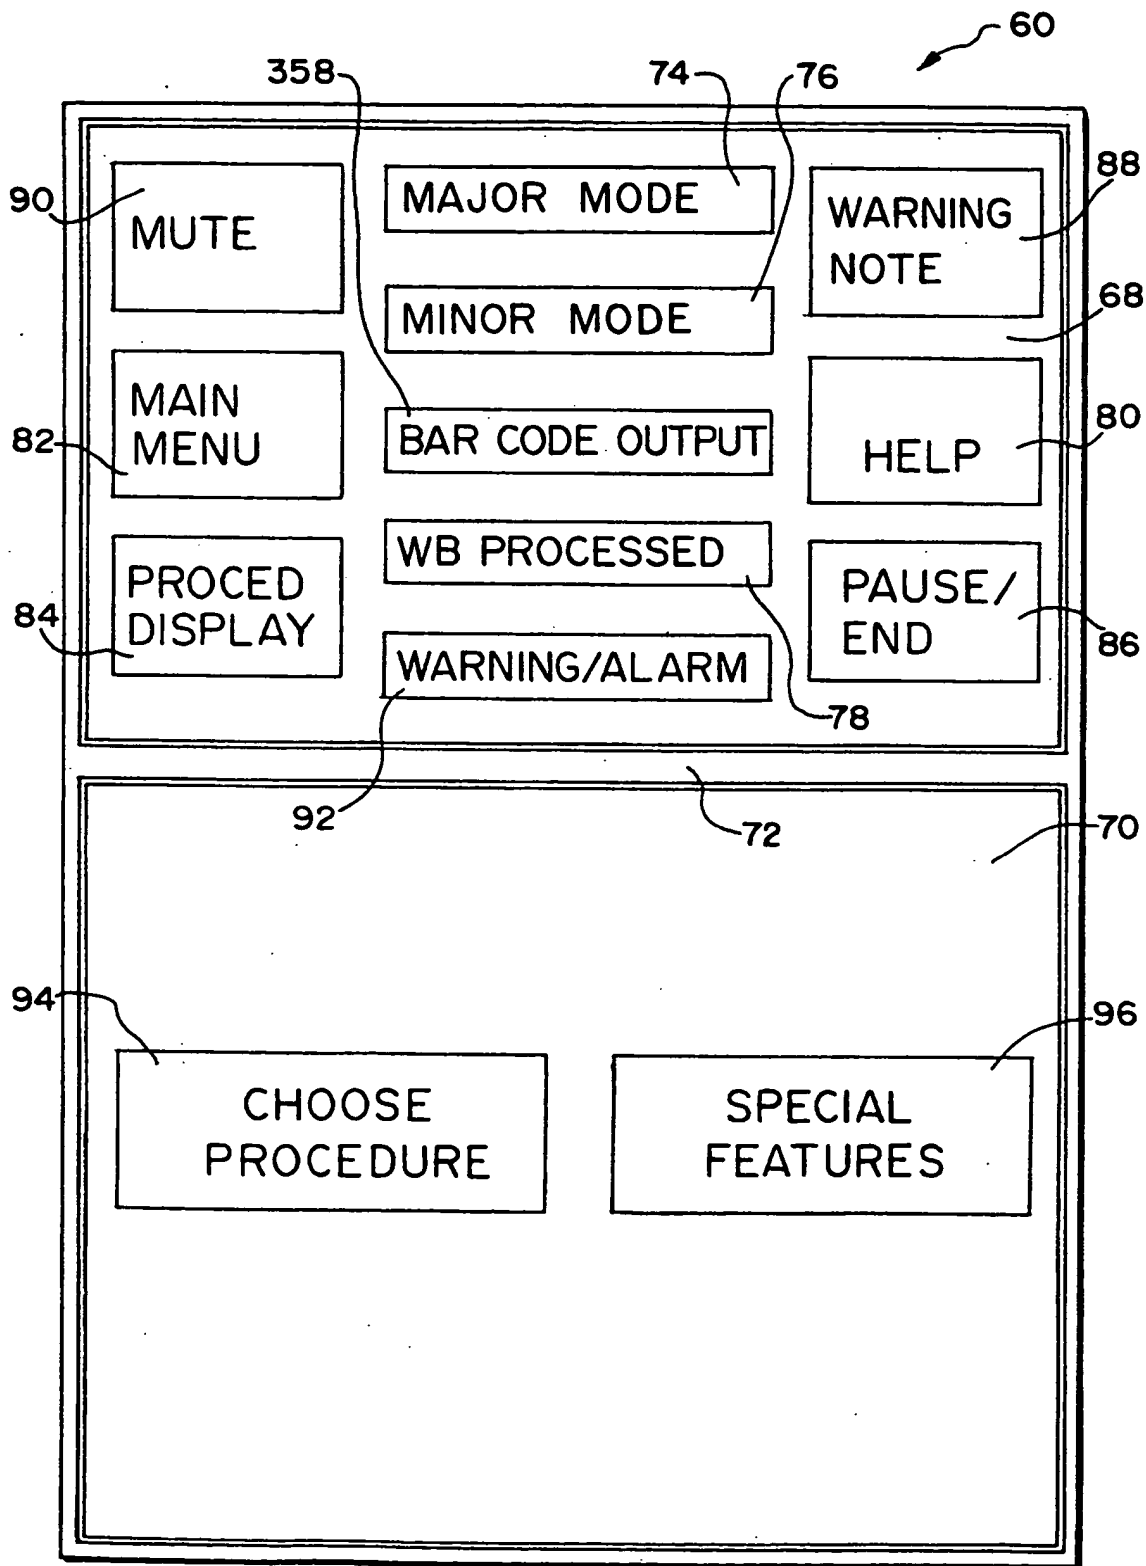 60
358
74
76
90
MUTE
MAJOR MODE
WARNING
NOTE
88
MINOR MODE
68
MAIN
MENU
82
BAR CODE OUTPUT
HELP
80
PROCED
DISPLAY
84
WB PROCESSED
PAUSE/
END
86
WARNING/ALARM
78
92
72
70
94
96
CHOOSE
PROCEDURE
SPECIAL
FEATURES